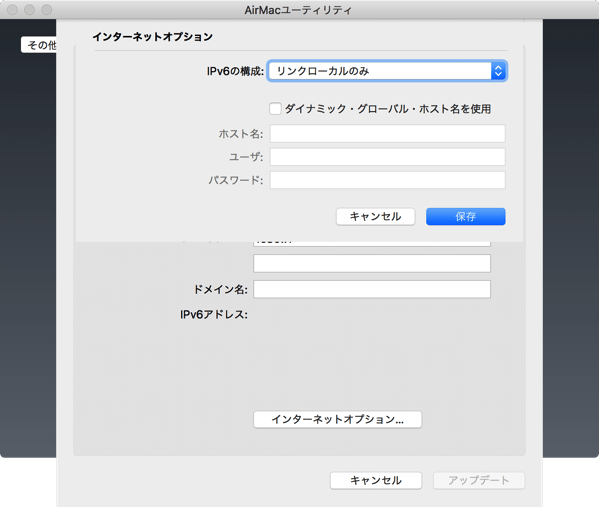 AirMacユーティリティ
その他
インターネットオプション
IPv6の構成: リンクローカルのみ
ダイナミック・グローバル・ホスト名を使用
ホスト名:
ユーザ:
パスワード:
キャンセル 保存
ドメイン名:
IPv6アドレス:
インターネットオプション...
キャンセル アップデート